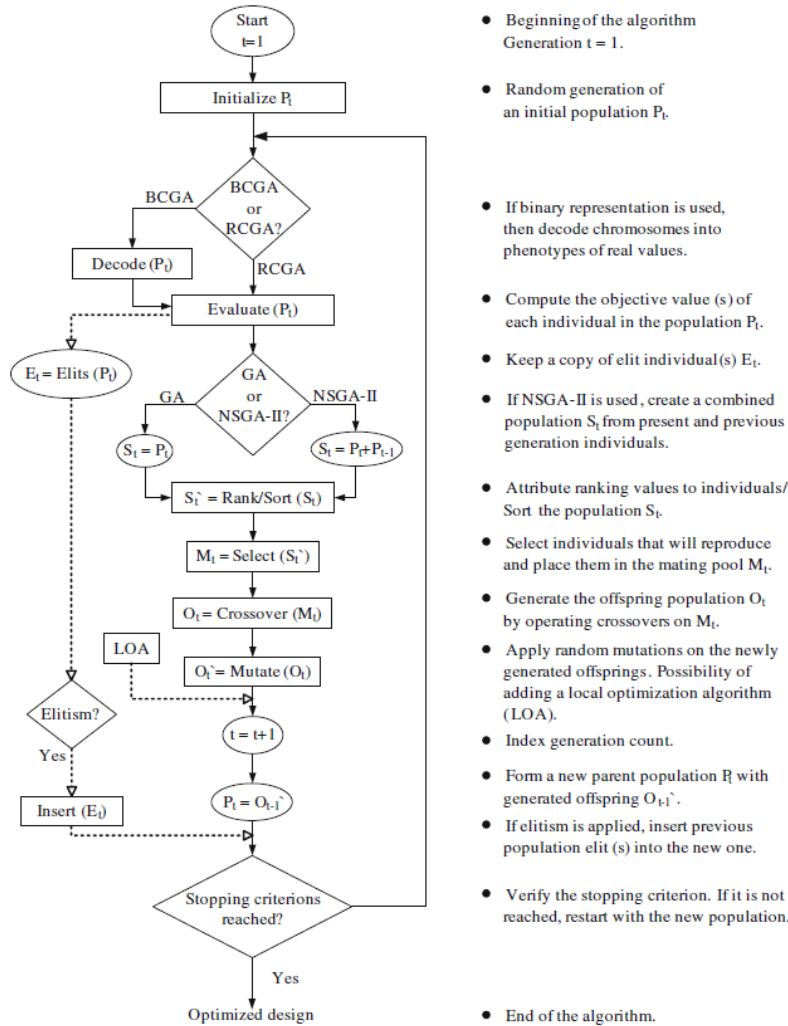 Start
t=1
Initialize Pt
BCGA
BCGA
or
RCGA?
RCGA
Decode (Pt)
Evaluate (Pt)
Et = Elits (Pt)
GA
GA
or
NSGA-II?
NSGA-II
St = Pt
St = Pt+Pt-1
St` = Rank/Sort (St)
Mt = Select (St`)
Ot = Crossover (Mt)
LOA
Ot`= Mutate (Ot)
Elitism?
Yes
t = t+1
Pt = Ot-1`
Insert (Et)
Stopping criterions
reached?
Yes
Optimized design
• Beginning of the algorithm
Generation t = 1.
• Random generation of
an initial population Pt.
• If binary representation is used,
then decode chromosomes into
phenotypes of real values.
• Compute the objective value (s) of
each individual in the population Pt.
• Keep a copy of elit individual(s) Et.
• If NSGA-II is used, create a combined
population St from present and previous
generation individuals.
• Attribute ranking values to individuals/
Sort the population St.
• Select individuals that will reproduce
and place them in the mating pool Mt.
• Generate the offspring population Ot
by operating crossovers on Mt.
• Apply random mutations on the newly
generated offsprings. Possibility of
adding a local optimization algorithm
(LOA).
• Index generation count.
• Form a new parent population Pt with
generated offspring Ot-1`.
• If elitism is applied, insert previous
population elit (s) into the new one.
• Verify the stopping criterion. If it is not
reached, restart with the new population.
• End of the algorithm.